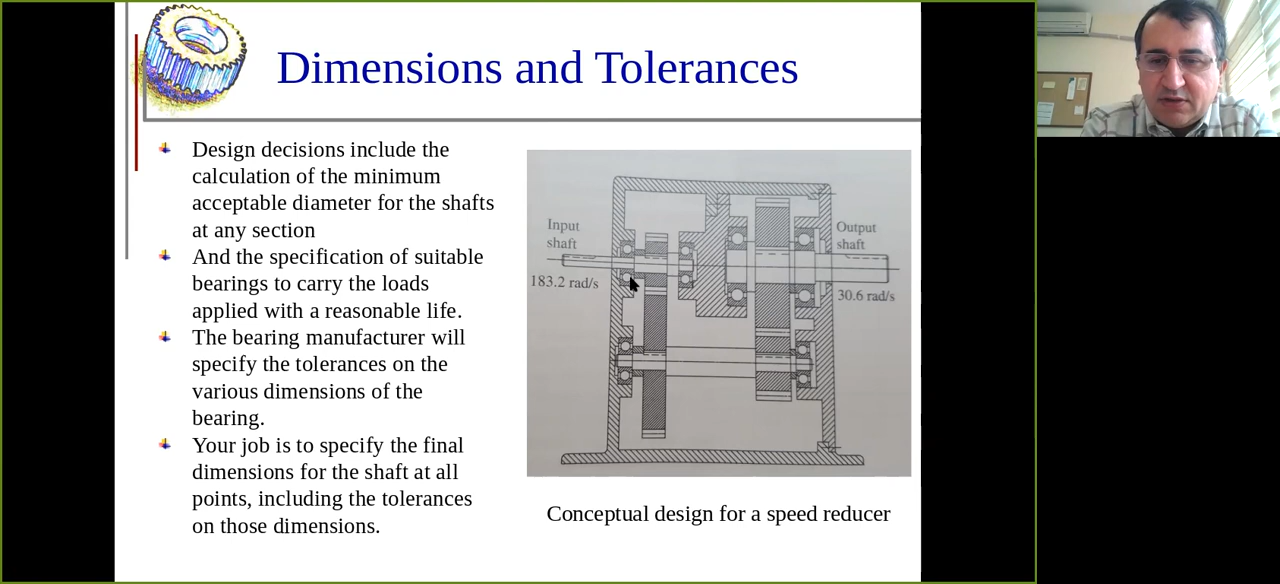 Dimensions and Tolerances
Design decisions include the
calculation of the minimum
acceptable diameter for the shafts
at any section
And the specification of suitable
bearings to carry the loads
applied with a reasonable life.
The bearing manufacturer will
specify the tolerances on the
various dimensions of the
bearing.
Your job is to specify the final
dimensions for the shaft at all
points, including the tolerances
on those dimensions.
Input
shaft
183.2 rad/s
Output
shaft
30.6 rad/s
Conceptual design for a speed reducer